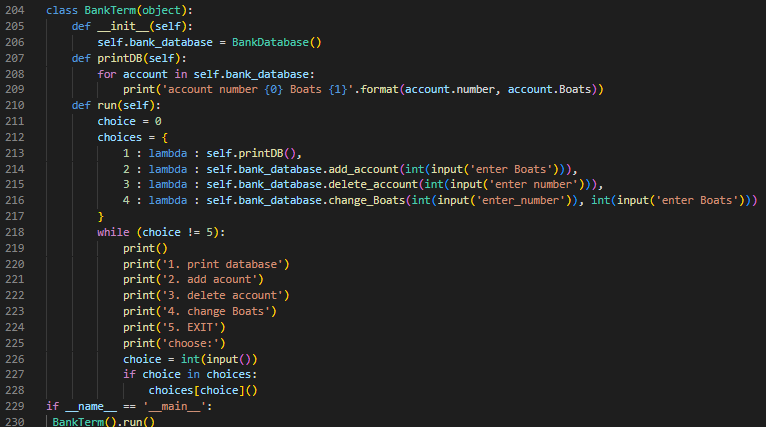 204 class BankTerm(object):
205     def __init__(self):
206         self.bank_database = BankDatabase()
207     def printDB(self):
208         for account in self.bank_database:
209             print('account number {0} Boats {1}'.format(account.number, account.Boats))
210     def run(self):
211         choice = 0
212         choices = {
213             1 : lambda : self.printDB(),
214             2 : lambda : self.bank_database.add_account(int(input('enter Boats'))),
215             3 : lambda : self.bank_database.delete_account(int(input('enter number'))),
216             4 : lambda : self.bank_database.change_Boats(int(input('enter_number')), int(input('enter Boats')))
217         }
218         while (choice != 5):
219             print()
220             print('1. print database')
221             print('2. add acount')
222             print('3. delete account')
223             print('4. change Boats')
224             print('5. EXIT')
225             print('choose:')
226             choice = int(input())
227             if choice in choices:
228                 choices[choice]()
229 if __name__ == '__main__':
230  BankTerm().run()